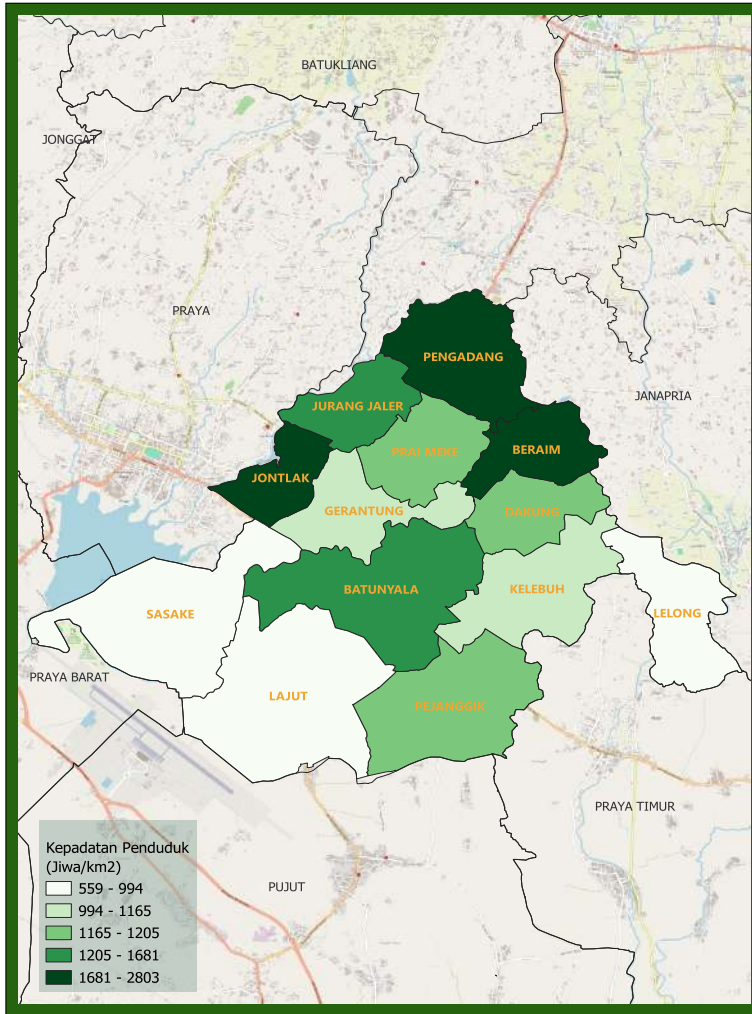 BATUKLIANG
JONGGAT
PRAYA
PENGADANG
JANAPRIA
JURANG JALER
PRAI MEKE
BERAIM
JONTLAK
GERANTUNG
DAKUNG
BATUNYALA
KELEBUH
SASAKE
LELONG
PRAYA BARAT
LAJUT
PEJANGGIK
PRAYA TIMUR
PUJUT
Kepadatan Penduduk
(Jiwa/km2)
559 - 994
994 - 1165
1165 - 1205
1205 - 1681
1681 - 2803